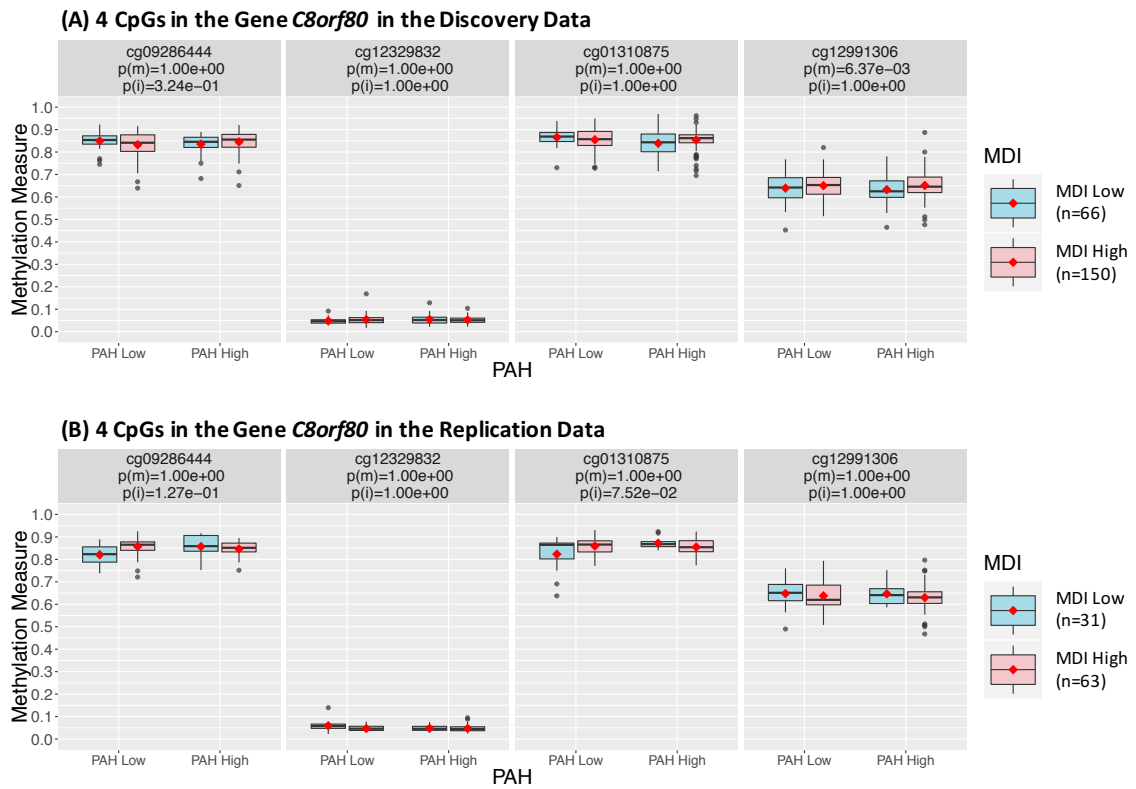 (A) 4 CpGs in the Gene C8orf80 in the Discovery Data
cg09286444
p(m)=1.00e+00
p(i)=3.24e−01
cg12329832
p(m)=1.00e+00
p(i)=1.00e+00
cg01310875
p(m)=1.00e+00
p(i)=1.00e+00
cg12991306
p(m)=6.37e−03
p(i)=1.00e+00
Methylation Measure
1.0
0.9
0.8
0.7
0.6
0.5
0.4
0.3
0.2
0.1
0.0
PAH Low PAH High PAH Low PAH High PAH Low PAH High PAH Low PAH High
PAH
MDI
MDI Low
(n=66)
MDI High
(n=150)
(B) 4 CpGs in the Gene C8orf80 in the Replication Data
cg09286444
p(m)=1.00e+00
p(i)=1.27e−01
cg12329832
p(m)=1.00e+00
p(i)=1.00e+00
cg01310875
p(m)=1.00e+00
p(i)=7.52e−02
cg12991306
p(m)=1.00e+00
p(i)=1.00e+00
Methylation Measure
1.0
0.9
0.8
0.7
0.6
0.5
0.4
0.3
0.2
0.1
0.0
PAH Low PAH High PAH Low PAH High PAH Low PAH High PAH Low PAH High
PAH
MDI
MDI Low
(n=31)
MDI High
(n=63)